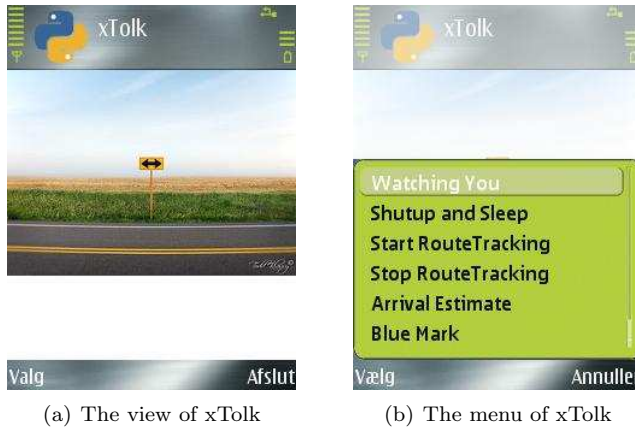 xTolk
Valg
Afslut
(a) The view of xTolk
xTolk
Watching You
Shutup and Sleep
Start RouteTracking
Stop RouteTracking
Arrival Estimate
Blue Mark
Vælg
Annuller
(b) The menu of xTolk